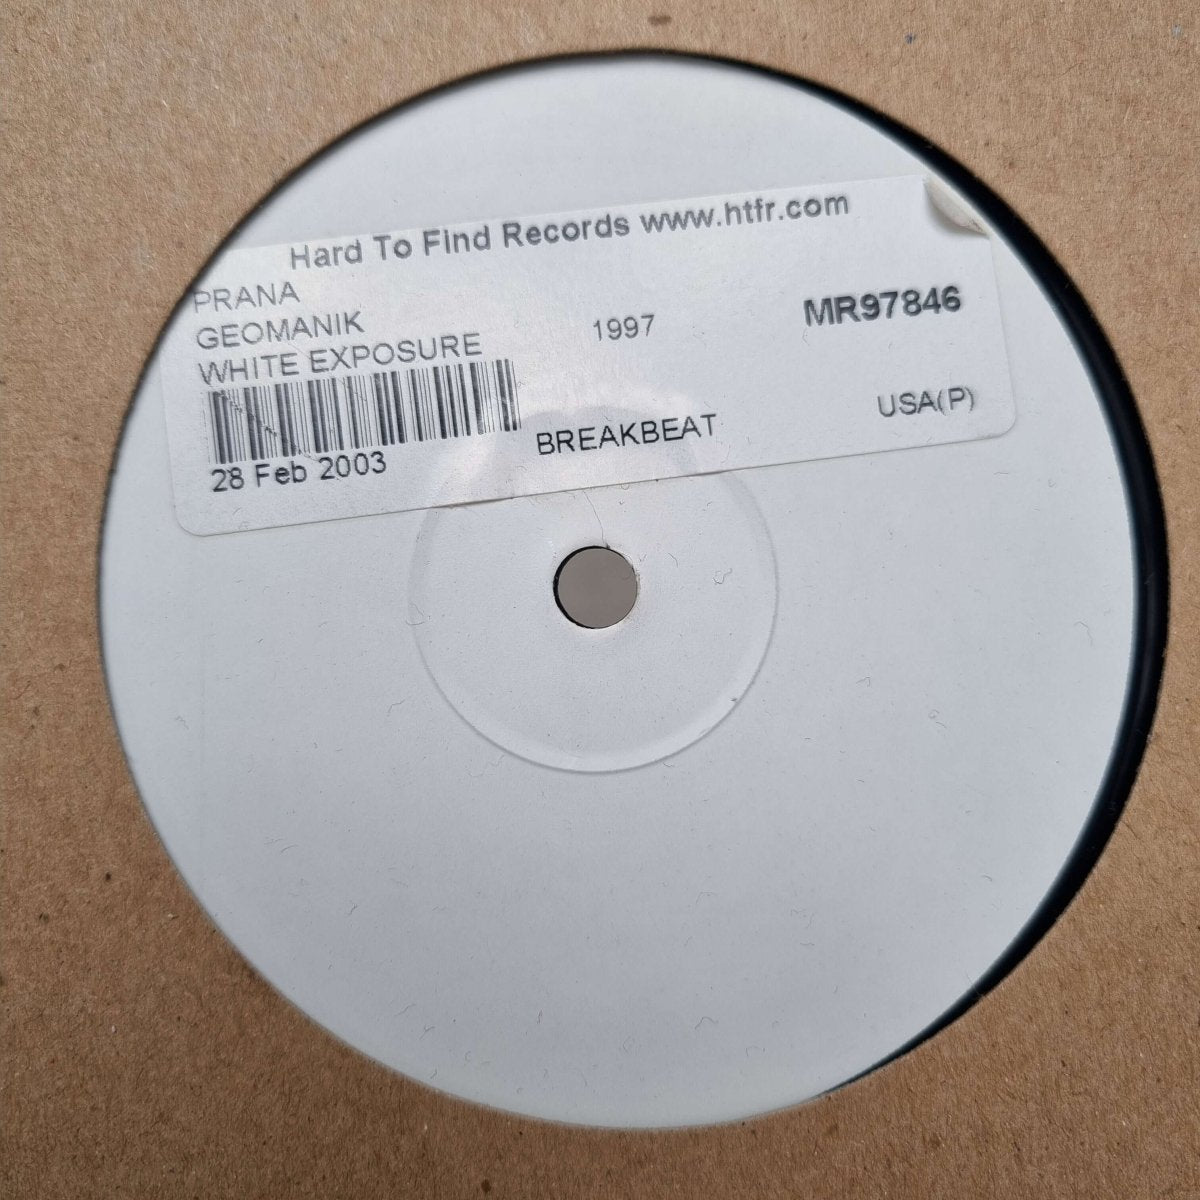 Hard To Find Records www.htfr.com
PRANA
GEOMANIK
WHITE EXPOSURE
1997
MR97846
28 Feb 2003
BREAKBEAT
USA(P)